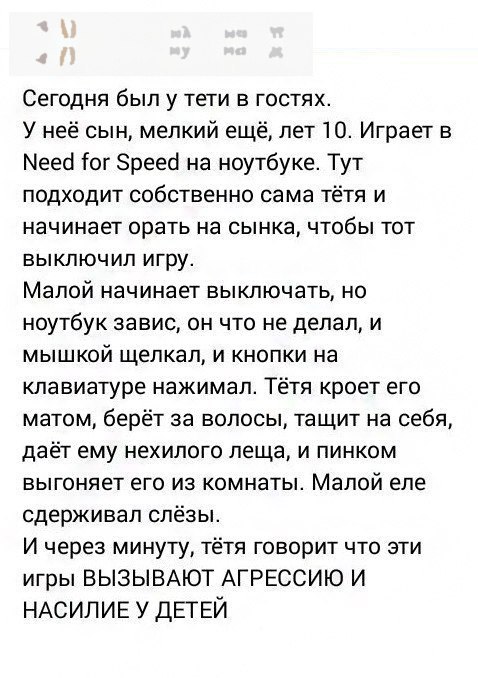 Сегодня был у тети в гостях.
У неё сын, мелкий ещё, лет 10. Играет в
Need for Speed на ноутбуке. Тут
подходит собственно сама тётя и
начинает орать на сынка, чтобы тот
выключил игру.
Малой начинает выключать, но
ноутбук завис, он что не делал, и
мышкой щелкал, и кнопки на
клавиатуре нажимал. Тётя кроет его
матом, берёт за волосы, тащит на себя,
даёт ему нехилого леща, и пинком
выгоняет его из комнаты. Малой еле
сдерживал слёзы.
И через минуту, тётя говорит что эти
игры ВЫЗЫВАЮТ АГРЕССИЮ И
НАСИЛИЕ У ДЕТЕЙ